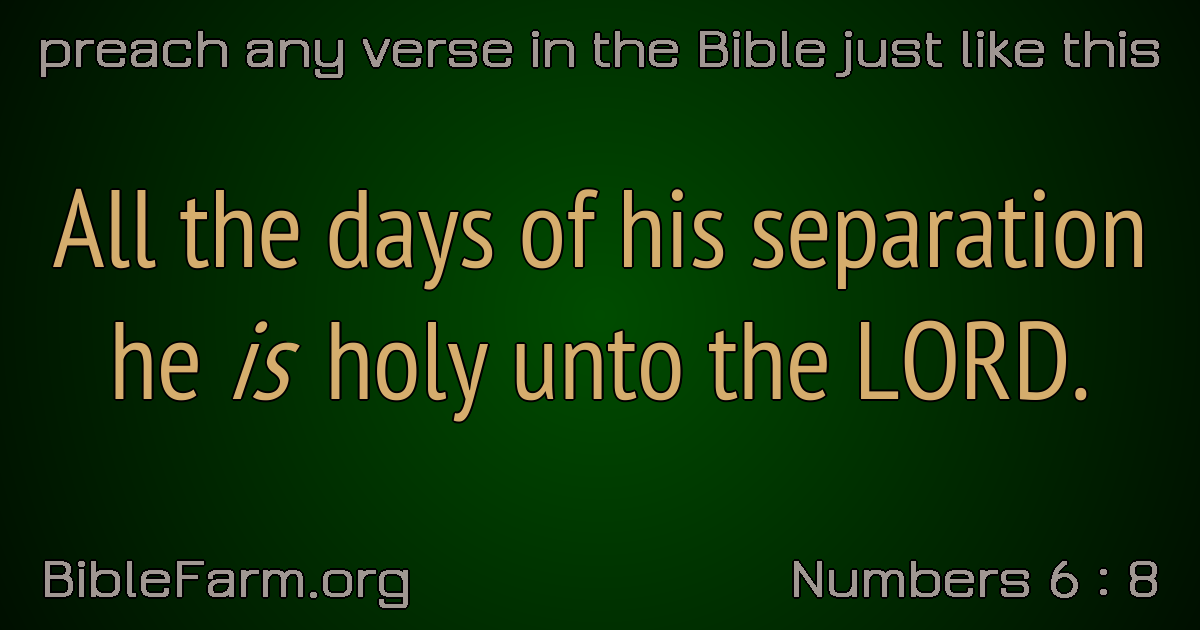 preach any verse in the Bible just like this
All the days of his separation
he is holy unto the LORD.
BibleFarm.org
Numbers 6 : 8